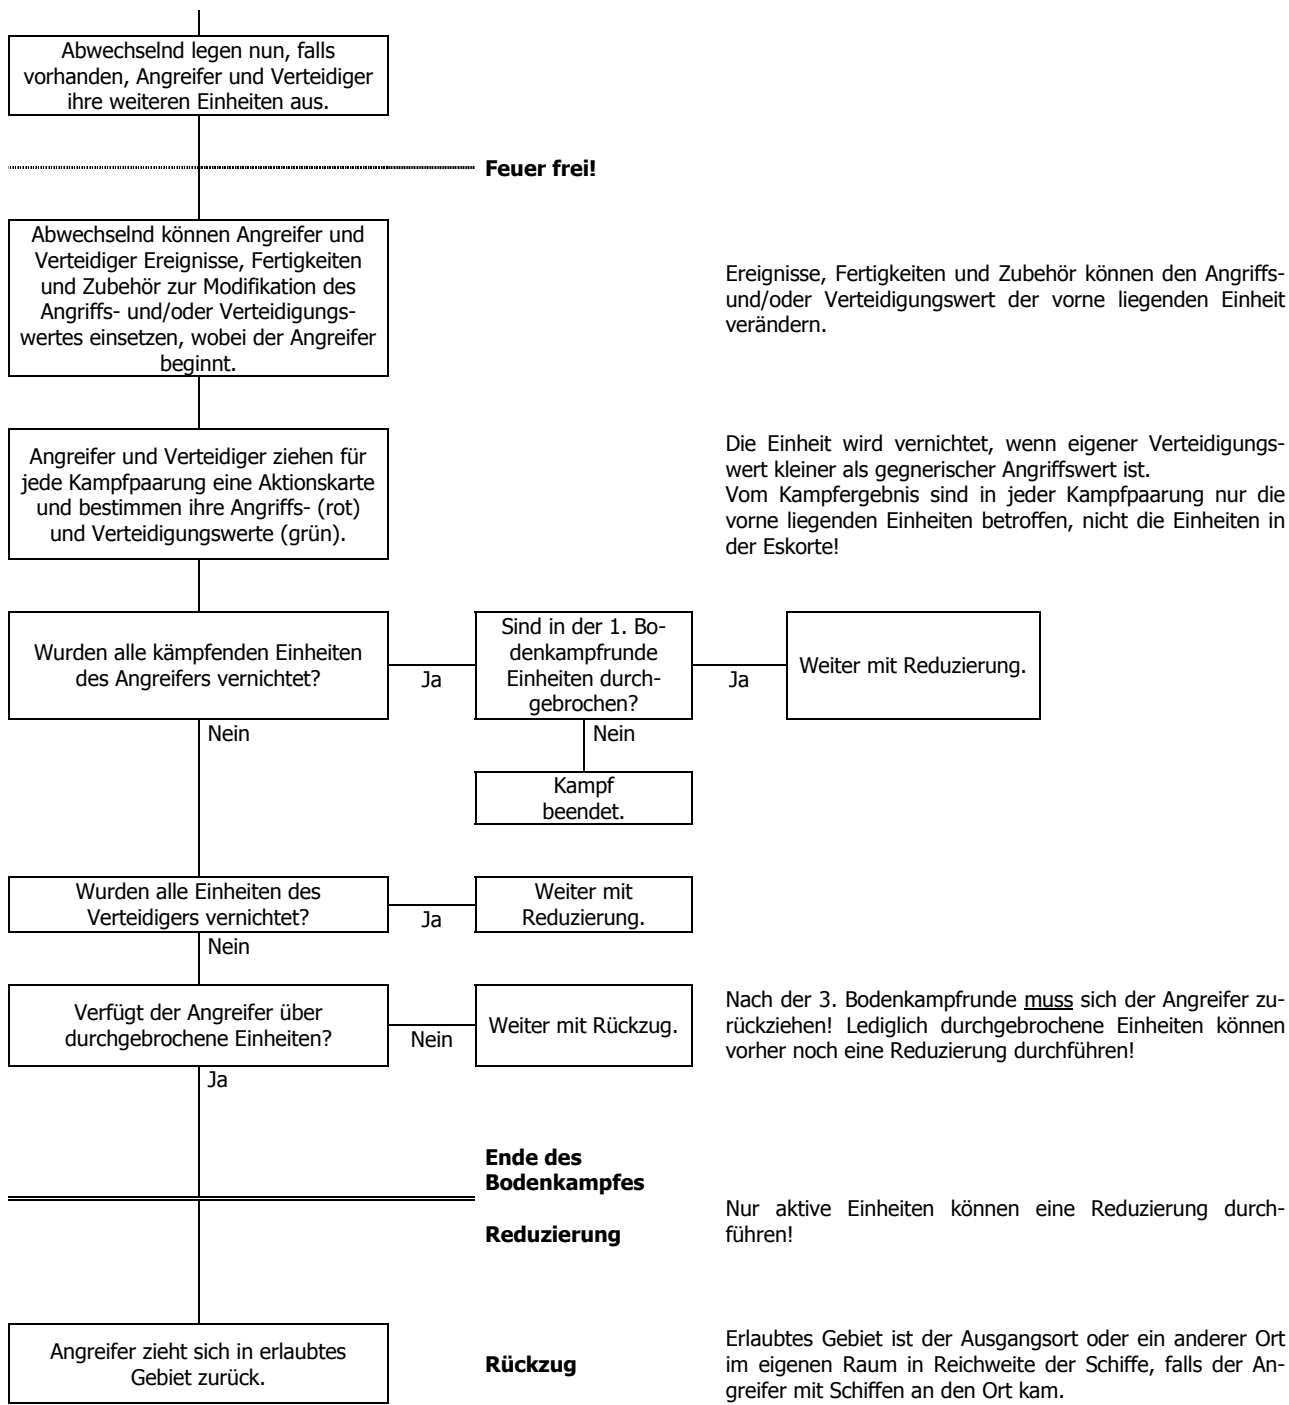 Abwechselnd legen nun, falls
vorhanden, Angreifer und Verteidiger
ihre weiteren Einheiten aus.
Feuer frei!
Abwechselnd können Angreifer und
Verteidiger Ereignisse, Fertigkeiten
und Zubehör zur Modifikation des
Angriffs- und/oder Verteidigungs-
wertes einsetzen, wobei der Angreifer
beginnt.
Ereignisse, Fertigkeiten und Zubehör können den Angriffs-
und/oder Verteidigungswert der vorne liegenden Einheit
verändern.
Angreifer und Verteidiger ziehen für
jede Kampfpaarung eine Aktionskarte
und bestimmen ihre Angriffs- (rot)
und Verteidigungswerte (grün).
Die Einheit wird vernichtet, wenn eigener Verteidigungs-
wert kleiner als gegnerischer Angriffswert ist.
Vom Kampfergebnis sind in jeder Kampfpaarung nur die
vorne liegenden Einheiten betroffen, nicht die Einheiten in
der Eskorte!
Wurden alle kämpfenden Einheiten
des Angreifers vernichtet?
Ja
Sind in der 1. Bo-
denkampfrunde
Einheiten durch-
gebrochen?
Ja
Weiter mit Reduzierung.
Nein
Nein
Kampf
beendet.
Wurden alle Einheiten des
Verteidigers vernichtet?
Ja
Weiter mit
Reduzierung.
Nein
Verfügt der Angreifer über
durchgebrochene Einheiten?
Nein
Weiter mit Rückzug.
Nach der 3. Bodenkampfrunde muss sich der Angreifer zu-
rückziehen! Lediglich durchgebrochene Einheiten können
vorher noch eine Reduzierung durchführen!
Ja
Ende des
Bodenkampfes
Reduzierung
Nur aktive Einheiten können eine Reduzierung durch-
führen!
Angreifer zieht sich in erlaubtes
Gebiet zurück.
Rückzug
Erlaubtes Gebiet ist der Ausgangsort oder ein anderer Ort
im eigenen Raum in Reichweite der Schiffe, falls der An-
greifer mit Schiffen an den Ort kam.